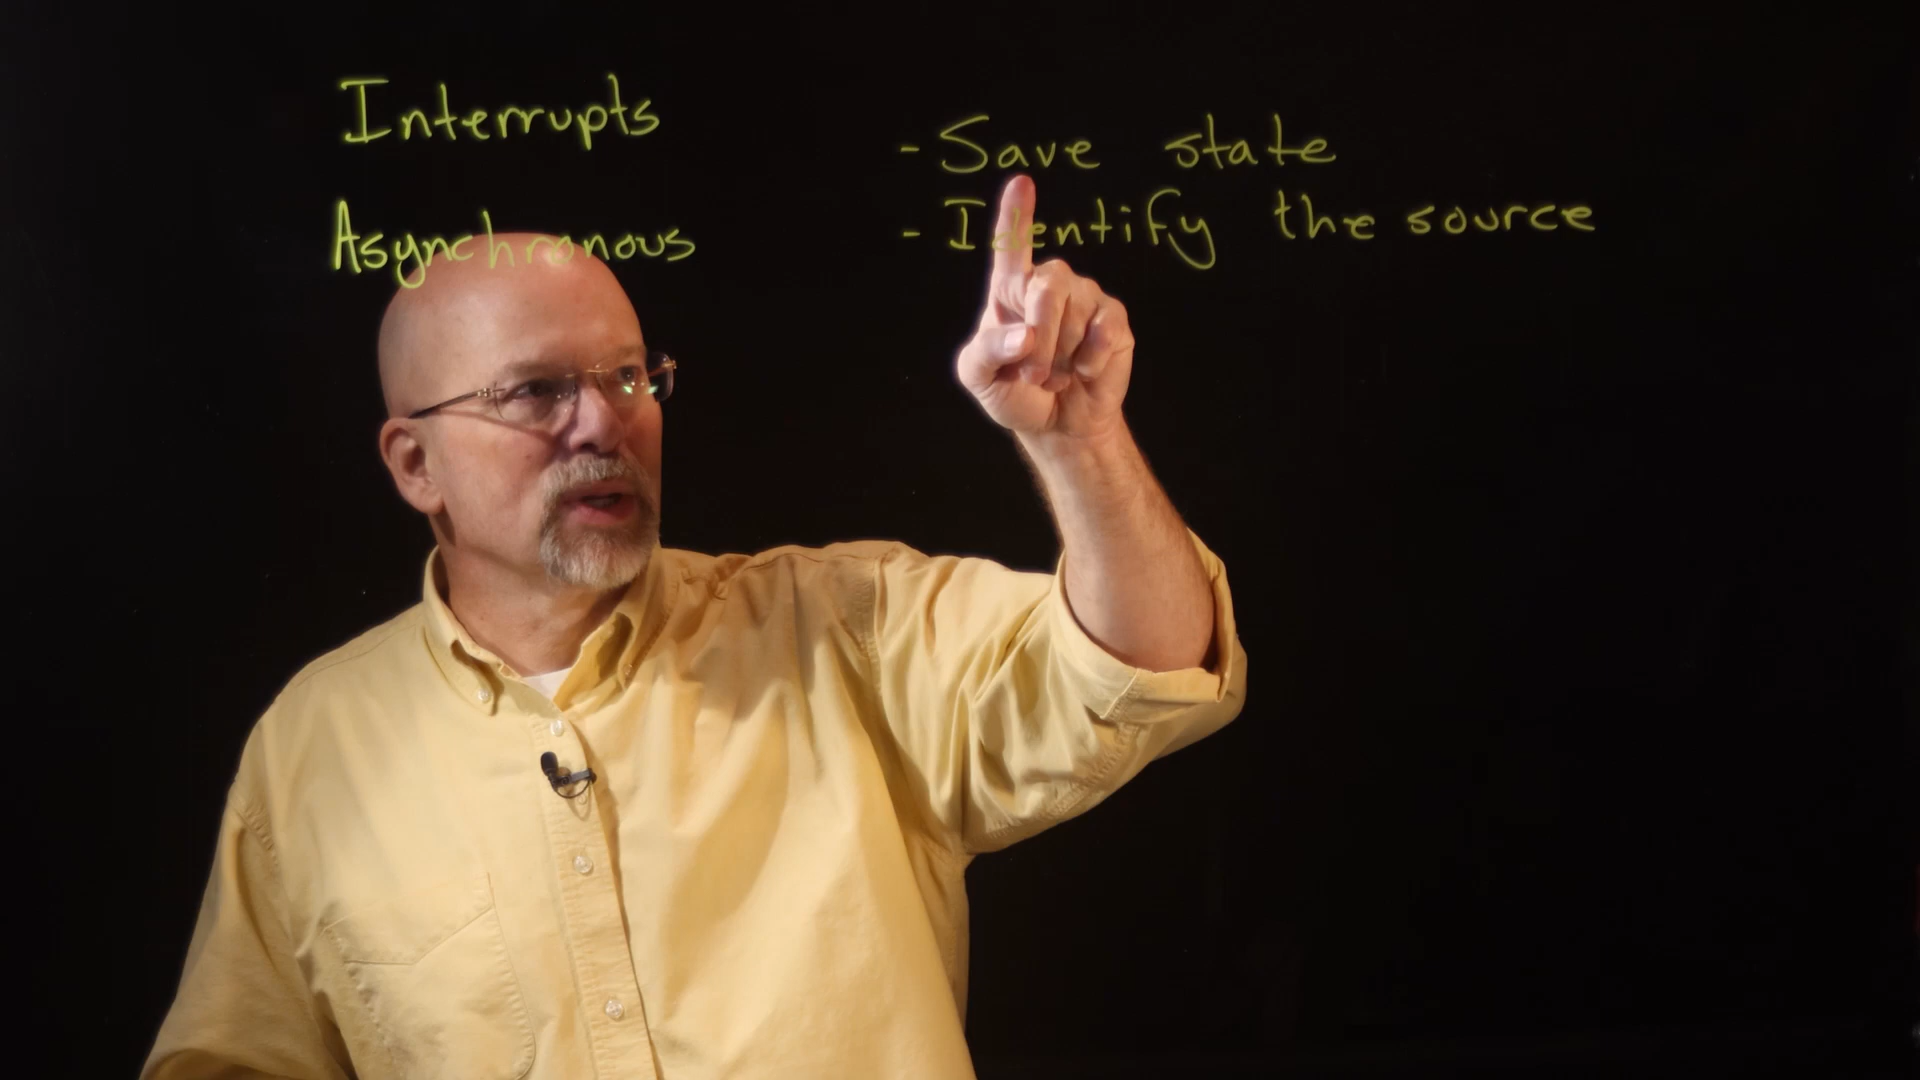 Interrupts
Asynchronous
- Save state
- Identify the source